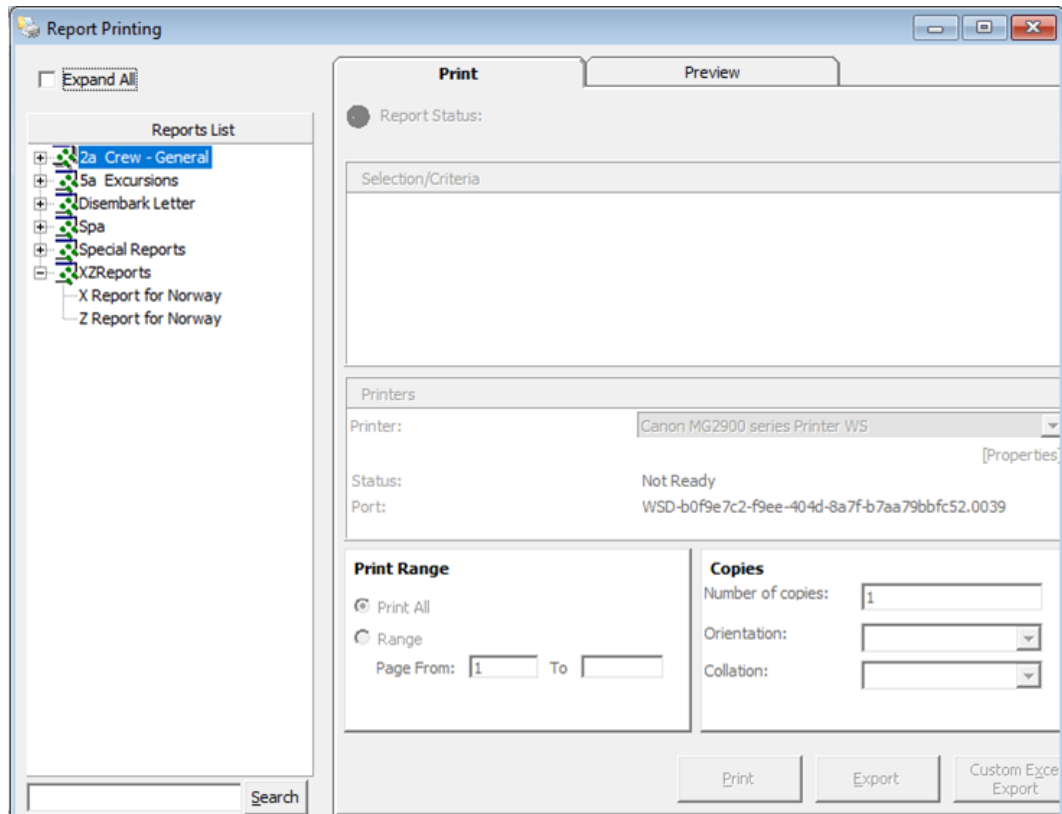 Report Printing
Expand All
Print
Preview
Report Status:
Reports List
2a Crew - General
5a Excursions
Disembark Letter
Spa
Special Reports
XZReports
X Report for Norway
Z Report for Norway
Search
Selection/Criteria
Printers
Printer:
Canon MG2900 series Printer WS
[Properties]
Status:
Not Ready
Port:
WSD-b0f9e7c2-f9ee-404d-8a7f-b7aa79bbfc52.0039
Print Range
Print All
Range
Page From: 1 To
Copies
Number of copies: 1
Orientation:
Collation:
Print
Export
Custom Exce
Export